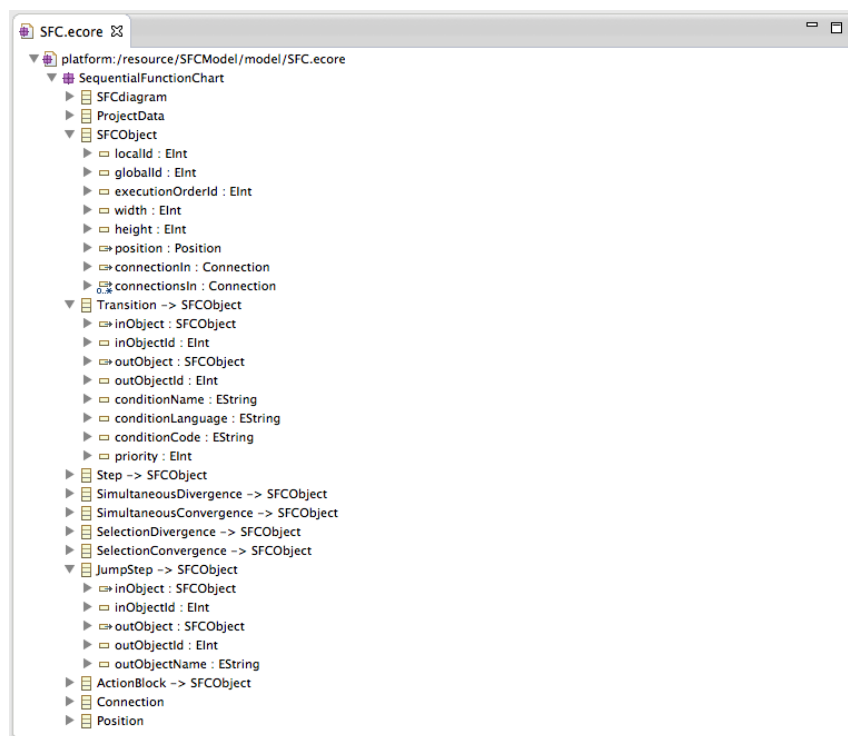 SFC.ecore
platform:/resource/SFCModel/model/SFC.ecore
SequentialFunctionChart
SFCdiagram
ProjectData
SFCObject
localId : EInt
globalId : EInt
executionOrderId : EInt
width : EInt
height : EInt
position : Position
connectionIn : Connection
0..* connectionsIn : Connection
Transition -> SFCObject
inObject : SFCObject
inObjectId : EInt
outObject : SFCObject
outObjectId : EInt
conditionName : EString
conditionLanguage : EString
conditionCode : EString
priority : EInt
Step -> SFCObject
SimultaneousDivergence -> SFCObject
SimultaneousConvergence -> SFCObject
SelectionDivergence -> SFCObject
SelectionConvergence -> SFCObject
JumpStep -> SFCObject
inObject : SFCObject
inObjectId : EInt
outObject : SFCObject
outObjectId : EInt
outObjectName : EString
ActionBlock -> SFCObject
Connection
Position